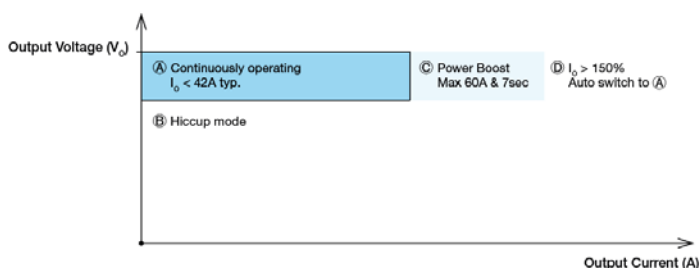 Output Voltage (Vo)
Ⓐ Continuously operating
Io < 42A typ.
Ⓒ Power Boost
Max 60A & 7sec
Ⓓ Io > 150%
Auto switch to Ⓐ
Ⓑ Hiccup mode
Output Current (A)